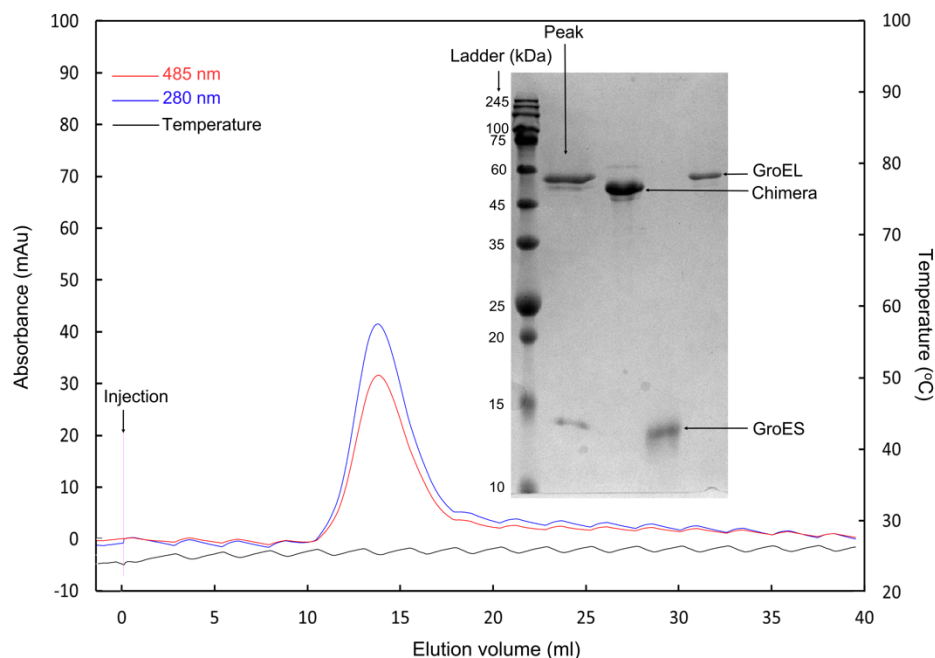 100
90
80
70
60
50
40
30
20
10
0
-10
Absorbance (mAu)
485 nm
280 nm
Temperature
Injection
Peak
Ladder (kDa)
245
100
75
60
45
35
25
20
15
10
GroEL
Chimera
GroES
100
90
80
70
60
50
40
30
20
Temperature (ºC)
0 5 10 15 20 25 30 35 40
Elution volume (ml)